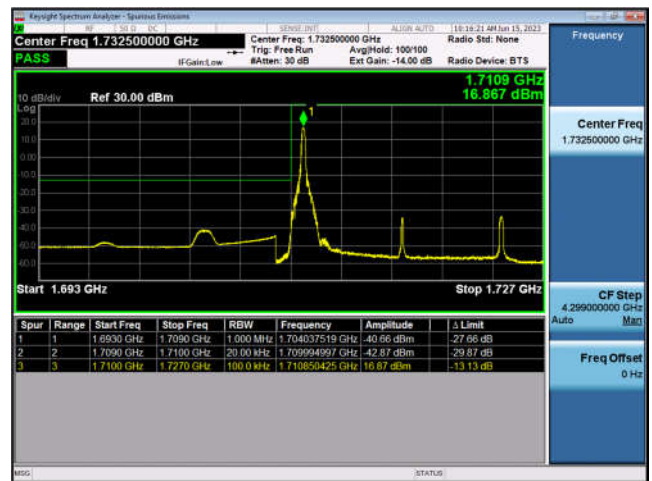 Keysight Spectrum Analyzer - Spurious Emissions
RF 50 Ω DC SENSE:INT ALIGN AUTO 10:16:21 AM Jun 15, 2023
Center Freq 1.732500000 GHz
Center Freq: 1.732500000 GHz Radio Std: None
Trig: Free Run Avg|Hold: 100/100
PASS IFGain:Low #Atten: 30 dB Ext Gain: -14.00 dB Radio Device: BTS
1.7109 GHz
16.867 dBm
10 dB/div Ref 30.00 dBm
Log
1
20.0
10.0
0.00
-10.0
-20.0
-30.0
-40.0
-50.0
-60.0
Start 1.693 GHz Stop 1.727 GHz
Spur Range Start Freq Stop Freq RBW Frequency Amplitude Δ Limit
1 1 1.6930 GHz 1.7090 GHz 1.000 MHz 1.704037519 GHz -40.66 dBm -27.66 dB
2 2 1.7090 GHz 1.7100 GHz 20.00 kHz 1.709994997 GHz -42.87 dBm -29.87 dB
3 3 1.7100 GHz 1.7270 GHz 100.0 kHz 1.710850425 GHz 16.87 dBm -13.13 dB
MSG STATUS
Frequency
Center Freq
1.732500000 GHz
CF Step
4.299000000 GHz
Auto Man
Freq Offset
0 Hz